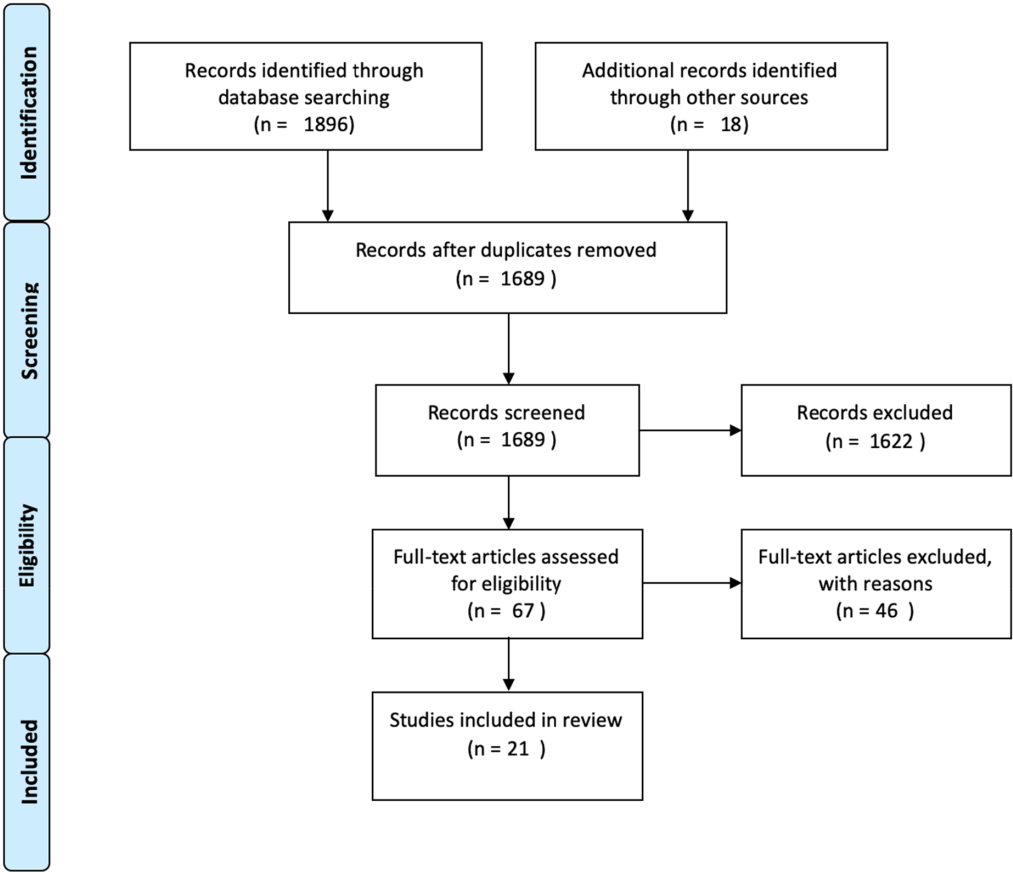 Identification
Records identified through
database searching
(n =   1896)
Additional records identified
through other sources
(n =   18)
Screening
Records after duplicates removed
(n =  1689 )
Records screened
(n =  1689 )
Records excluded
(n =  1622 )
Eligibility
Full-text articles assessed
for eligibility
(n =  67 )
Full-text articles excluded,
with reasons
(n = 46  )
Included
Studies included in review
(n = 21  )